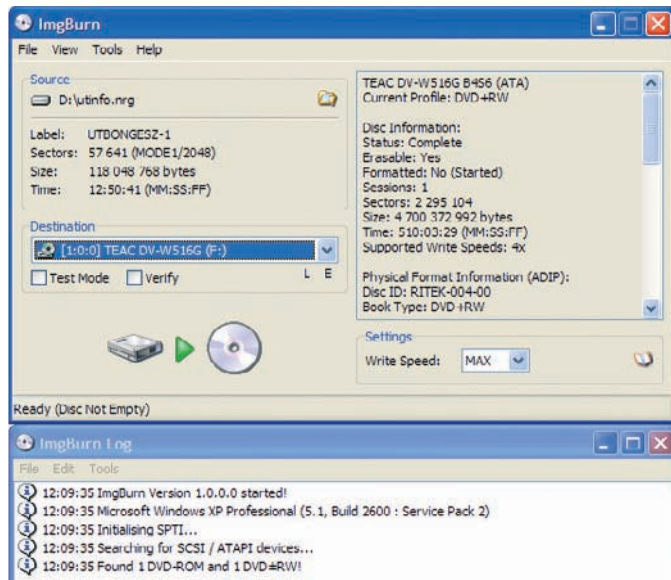 ImgBurn
File View Tools Help
Source
D:\utinfo.nrg
Label: UTBONGESZ-1
Sectors: 57 641 (MODE1/2048)
Size: 118 048 768 bytes
Time: 12:50:41 (MM:SS:FF)
Destination
[1:0:0] TEAC DV-W516G (F:)
Test Mode Verify L E
TEAC DV-W516G B4S6 (ATA)
Current Profile: DVD+RW
Disc Information:
Status: Complete
Erasable: Yes
Formatted: No (Started)
Sessions: 1
Sectors: 2 295 104
Size: 4 700 372 992 bytes
Time: 510:03:29 (MM:SS:FF)
Supported Write Speeds: 4x
Physical Format Information (ADIP):
Disc ID: RITEK-004-00
Book Type: DVD+RW
Settings
Write Speed: MAX
Ready (Disc Not Empty)
ImgBurn Log
File Edit Tools
12:09:35 ImgBurn Version 1.0.0.0 started!
12:09:35 Microsoft Windows XP Professional (5.1, Build 2600 : Service Pack 2)
12:09:35 Initialising SPTI...
12:09:35 Searching for SCSI / ATAPI devices...
12:09:35 Found 1 DVD-ROM and 1 DVD±RW!